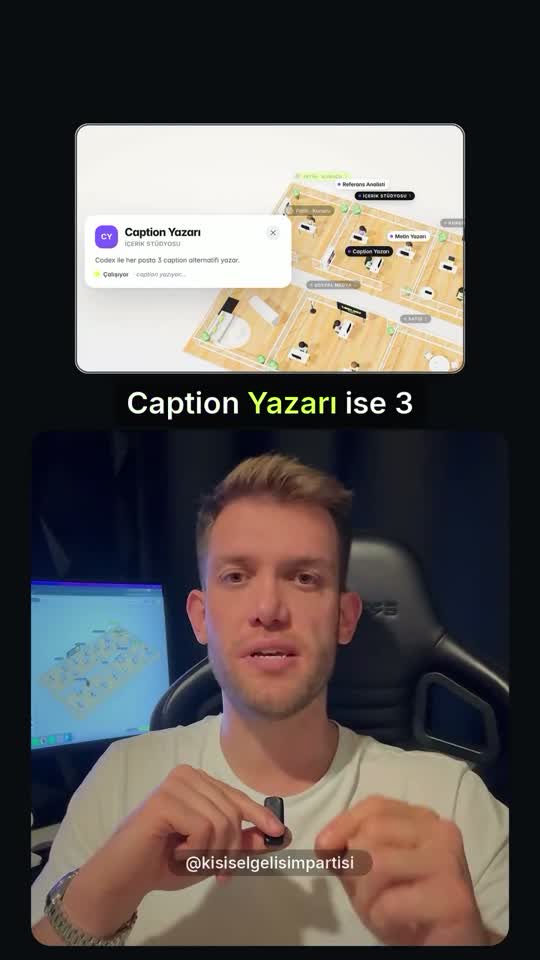 Referans Analisti
İÇERİK STÜDYOSU
Metin Yazarı
Caption Yazarı
SOSYAL MEDYA
SATIŞ
CY
Caption Yazarı
İÇERİK STÜDYOSU
Codex ile her posta 3 caption alternatifi yazar.
Çalışıyor
caption yazıyor...
Caption Yazarı ise 3
@kisiselgelisimpartisi